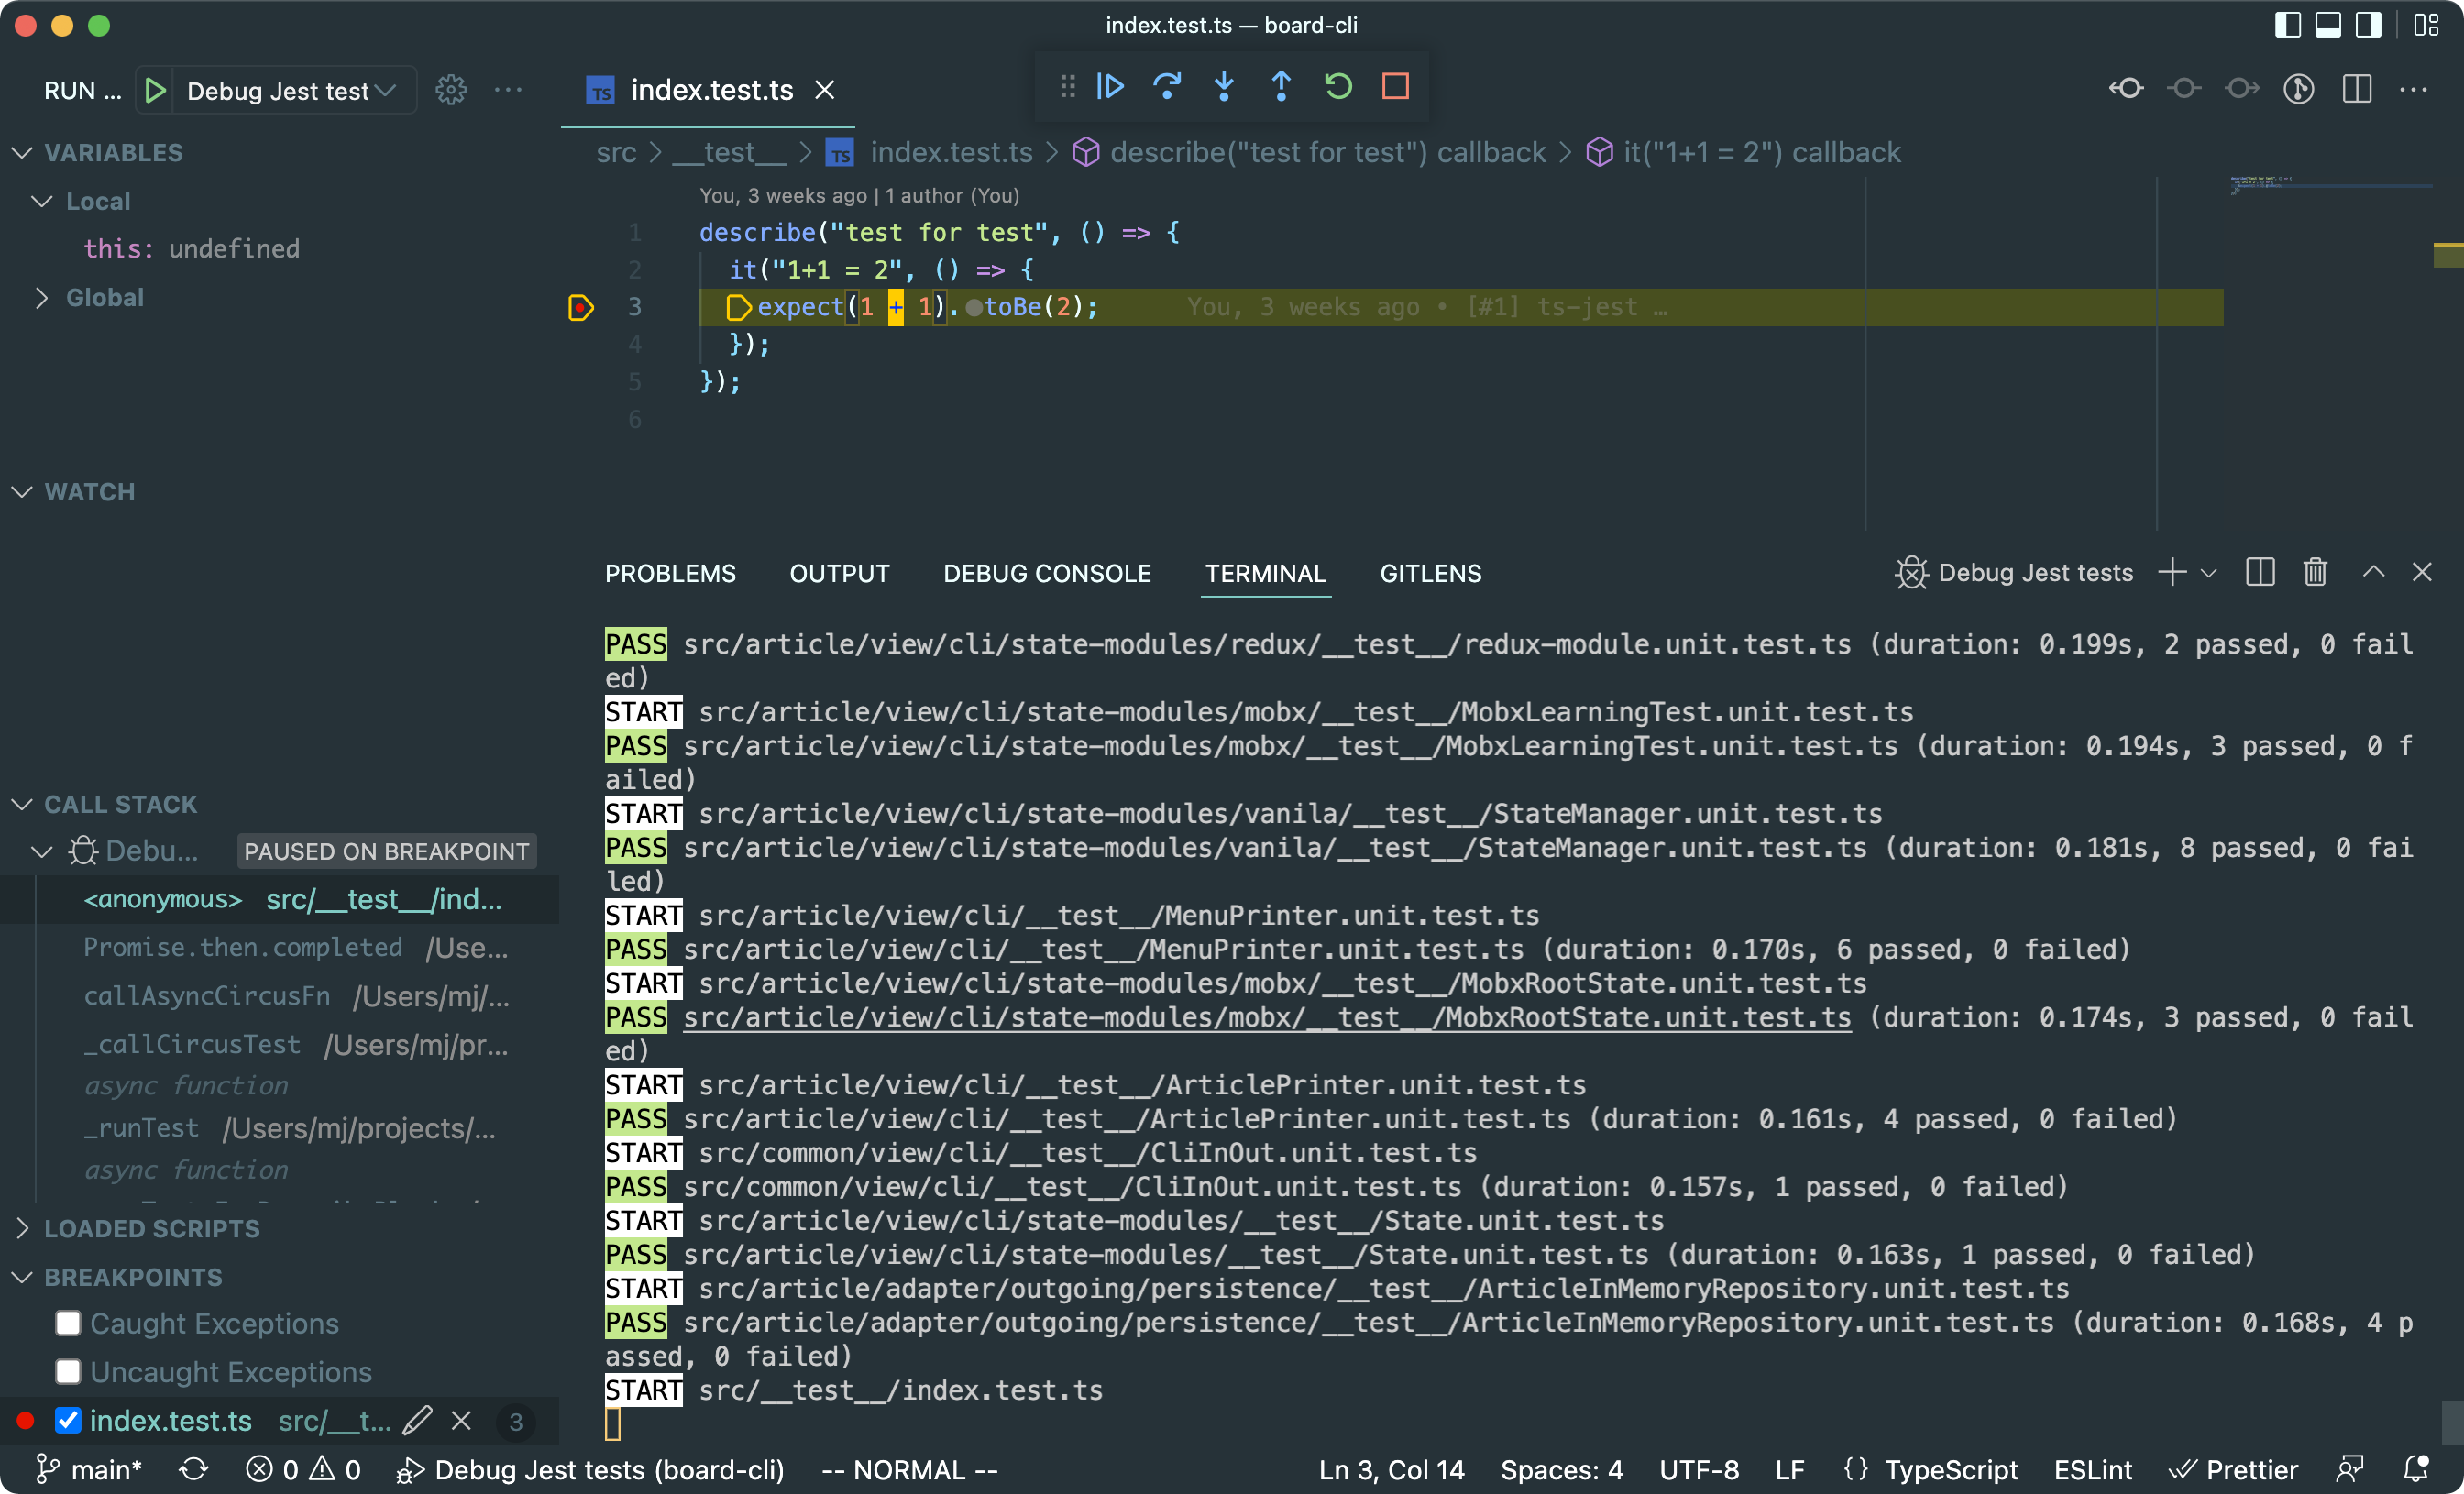 index.test.ts — board-cli
RUN ...
Debug Jest test
VARIABLES
Local
this: undefined
Global
WATCH
CALL STACK
Debu...
PAUSED ON BREAKPOINT
<anonymous> src/__test__/ind...
Promise.then.completed /Use...
callAsyncCircusFn /Users/mj/...
_callCircusTest /Users/mj/pr...
async function
_runTest /Users/mj/projects/...
async function
LOADED SCRIPTS
BREAKPOINTS
Caught Exceptions
Uncaught Exceptions
index.test.ts src/__t... 3
TS index.test.ts
src > __test__ > TS index.test.ts > describe("test for test") callback > it("1+1 = 2") callback
You, 3 weeks ago | 1 author (You)
1 describe("test for test", () => {
2 it("1+1 = 2", () => {
3 expect(1 + 1).toBe(2); You, 3 weeks ago • [#1] ts-jest …
4 });
5 });
6
PROBLEMS OUTPUT DEBUG CONSOLE TERMINAL GITLENS
Debug Jest tests
PASS src/article/view/cli/state-modules/redux/__test__/redux-module.unit.test.ts (duration: 0.199s, 2 passed, 0 fail
ed)
START src/article/view/cli/state-modules/mobx/__test__/MobxLearningTest.unit.test.ts
PASS src/article/view/cli/state-modules/mobx/__test__/MobxLearningTest.unit.test.ts (duration: 0.194s, 3 passed, 0 f
ailed)
START src/article/view/cli/state-modules/vanila/__test__/StateManager.unit.test.ts
PASS src/article/view/cli/state-modules/vanila/__test__/StateManager.unit.test.ts (duration: 0.181s, 8 passed, 0 fai
led)
START src/article/view/cli/__test__/MenuPrinter.unit.test.ts
PASS src/article/view/cli/__test__/MenuPrinter.unit.test.ts (duration: 0.170s, 6 passed, 0 failed)
START src/article/view/cli/state-modules/mobx/__test__/MobxRootState.unit.test.ts
PASS src/article/view/cli/state-modules/mobx/__test__/MobxRootState.unit.test.ts (duration: 0.174s, 3 passed, 0 fail
ed)
START src/article/view/cli/__test__/ArticlePrinter.unit.test.ts
PASS src/article/view/cli/__test__/ArticlePrinter.unit.test.ts (duration: 0.161s, 4 passed, 0 failed)
START src/common/view/cli/__test__/CliInOut.unit.test.ts
PASS src/common/view/cli/__test__/CliInOut.unit.test.ts (duration: 0.157s, 1 passed, 0 failed)
START src/article/view/cli/state-modules/__test__/State.unit.test.ts
PASS src/article/view/cli/state-modules/__test__/State.unit.test.ts (duration: 0.163s, 1 passed, 0 failed)
START src/article/adapter/outgoing/persistence/__test__/ArticleInMemoryRepository.unit.test.ts
PASS src/article/adapter/outgoing/persistence/__test__/ArticleInMemoryRepository.unit.test.ts (duration: 0.168s, 4 p
assed, 0 failed)
START src/__test__/index.test.ts
main* 0 0 Debug Jest tests (board-cli) -- NORMAL -- Ln 3, Col 14 Spaces: 4 UTF-8 LF {} TypeScript ESLint Prettier